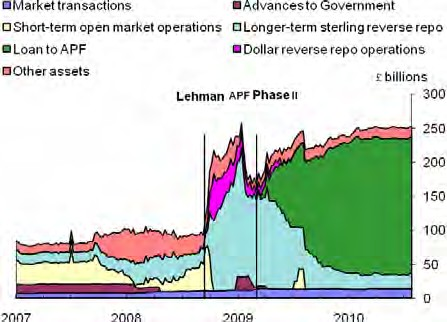 Market transactions
Advances to Government
Short-term open market operations
Longer-term sterling reverse repo
Loan to APF
Dollar reverse repo operations
Other assets
£ billions
Lehman APF Phase II
300
250
200
150
100
50
0
2007 2008 2009 2010